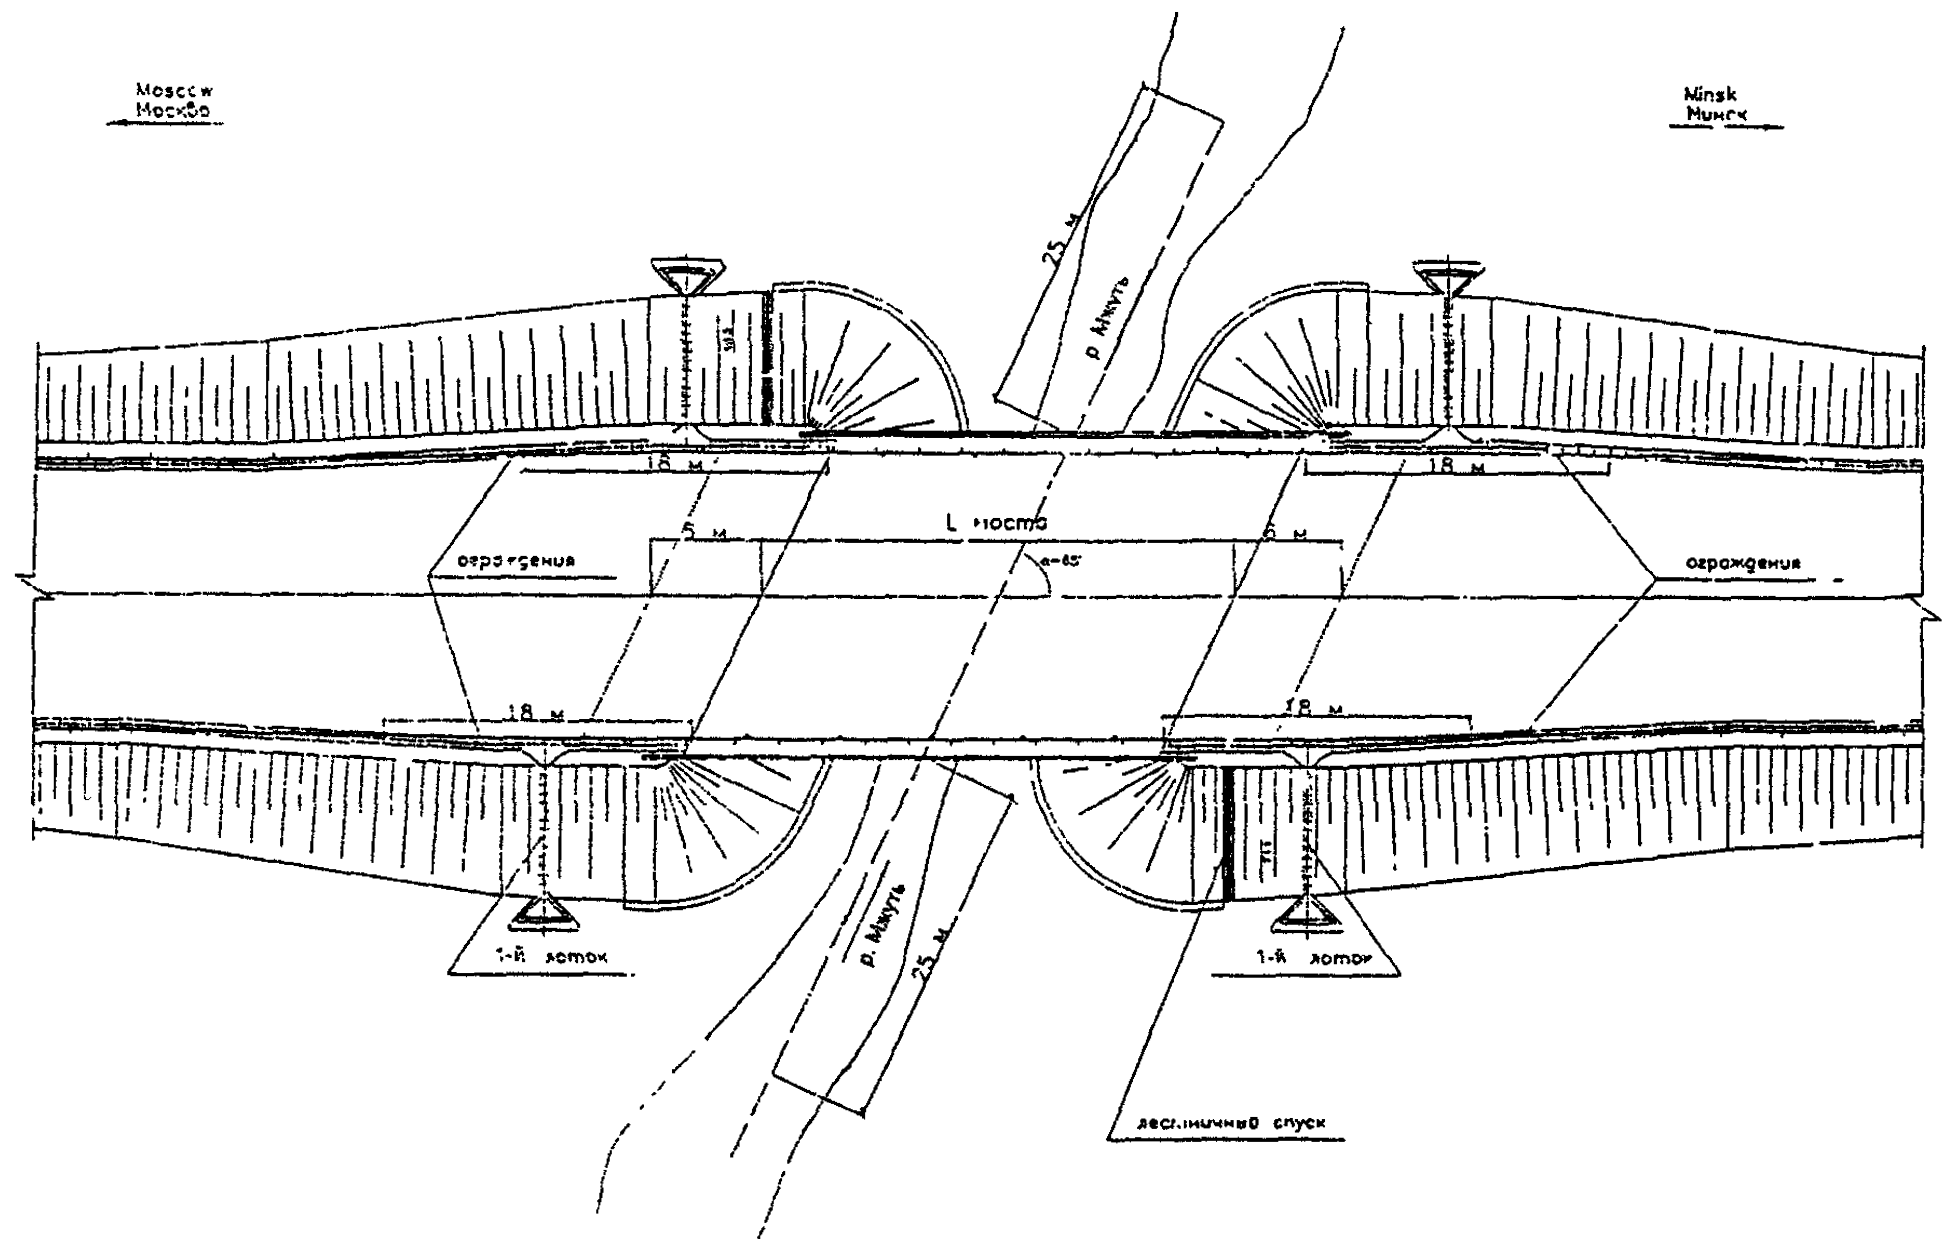 Moscow
Москва
Minsk
Минск
25 м
р Мжуть
18 м
18 м
L моста
5 м
6 м
α=65°
ограждения
ограждения
18 м
18 м
р. Мжуть
25 м
1-й лоток
1-й лоток
лестничный спуск